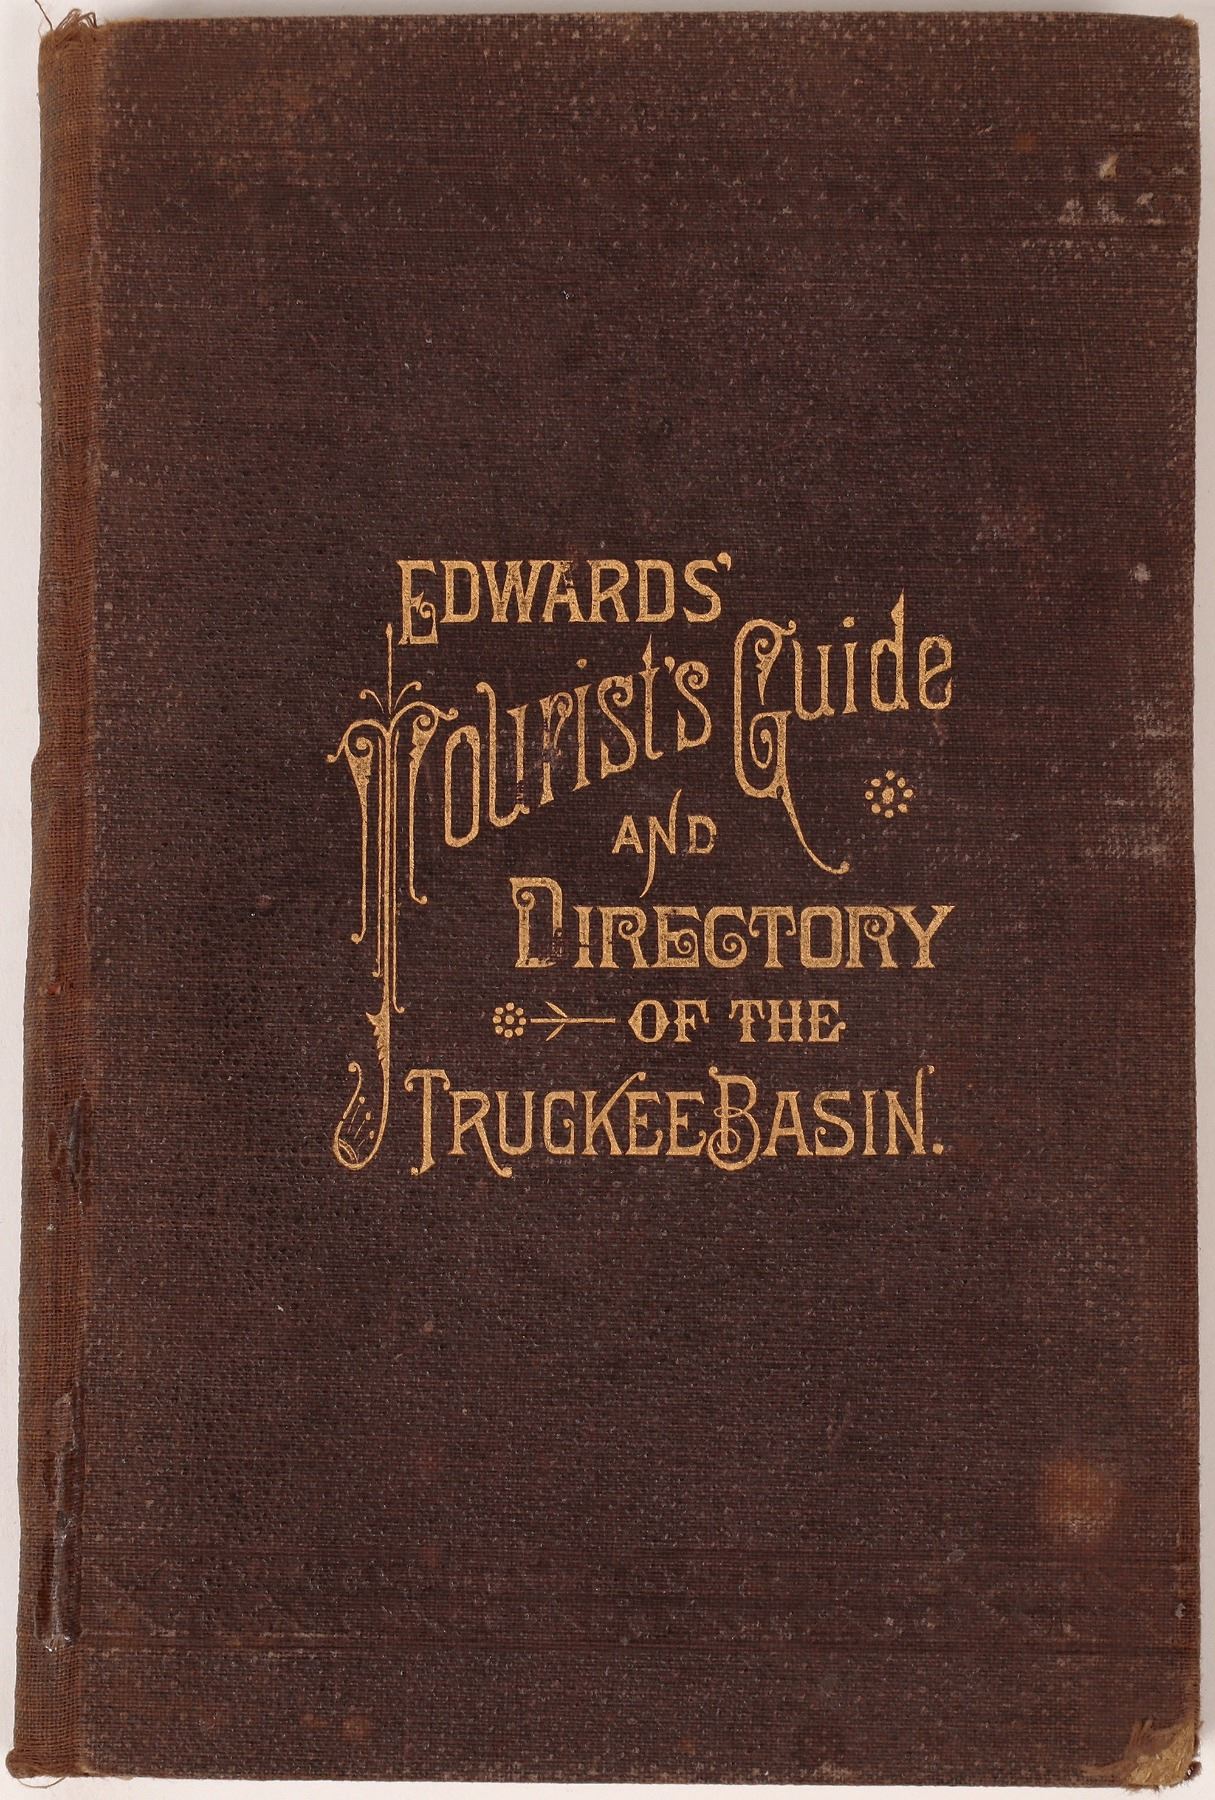 EDWARDS'
Tourist's Guide
AND
DIRECTORY
OF THE
TRUCKEE BASIN.